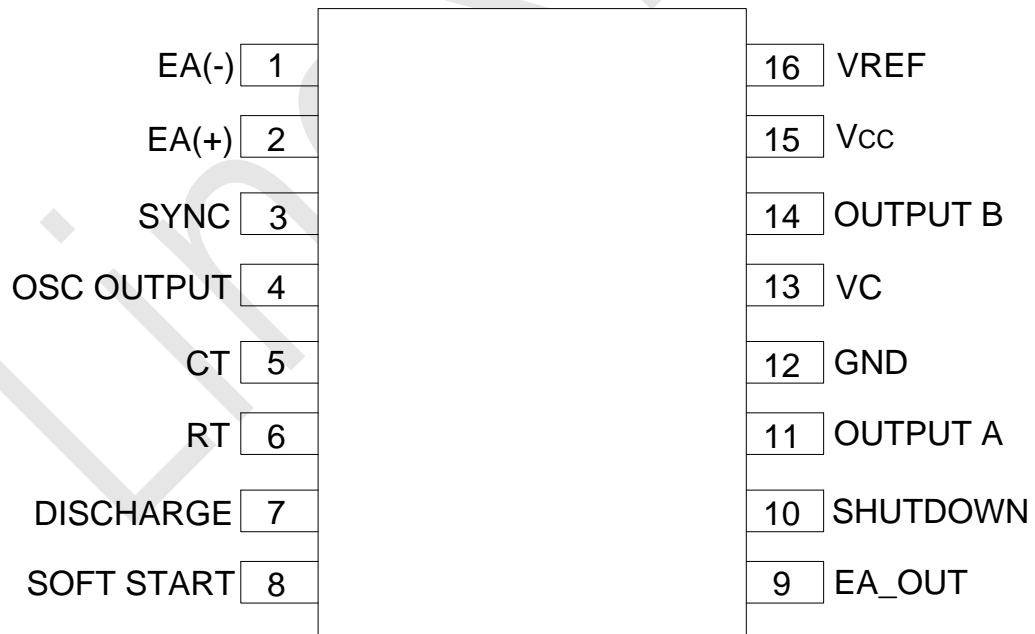 EA(-) 1
EA(+) 2
SYNC 3
OSC OUTPUT 4
CT 5
RT 6
DISCHARGE 7
SOFT START 8
16 VREF
15 VCC
14 OUTPUT B
13 VC
12 GND
11 OUTPUT A
10 SHUTDOWN
9 EA_OUT